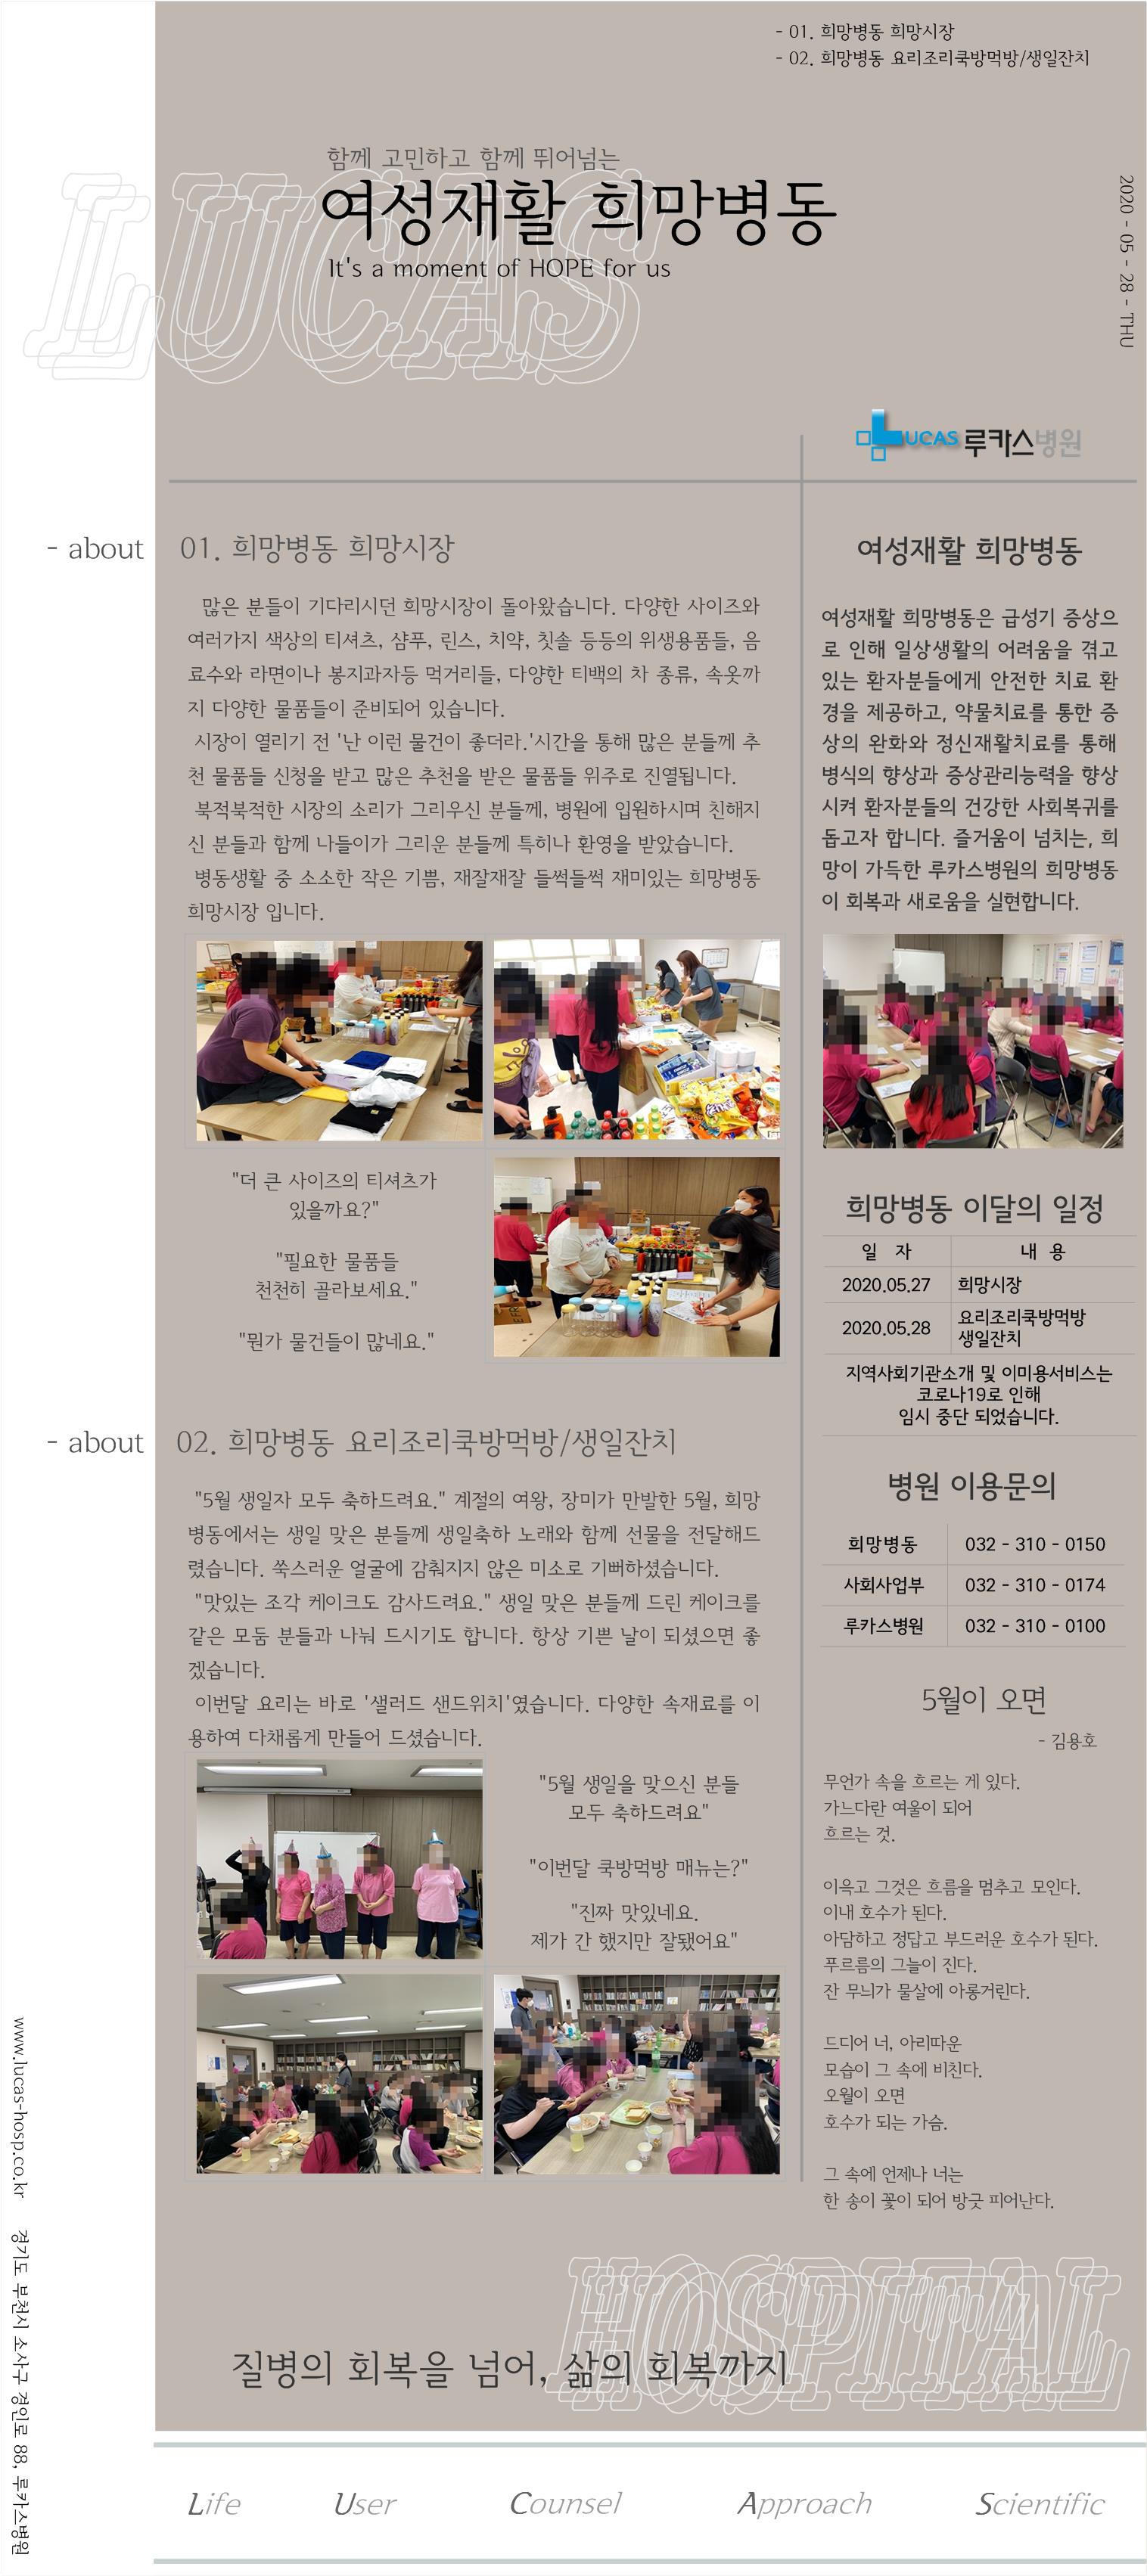 - 01. 희망병동 희망시장
- 02. 희망병동 요리조리쿡방먹방/생일잔치
LUCAS
함께 고민하고 함께 뛰어넘는
여성재활 희망병동
It's a moment of HOPE for us
2020 - 05 - 28 - THU
LUCAS 루카스병원
- about
01. 희망병동 희망시장
많은 분들이 기다리시던 희망시장이 돌아왔습니다. 다양한 사이즈와
여러가지 색상의 티셔츠, 샴푸, 린스, 치약, 칫솔 등등의 위생용품들, 음
료수와 라면이나 봉지과자등 먹거리들, 다양한 티백의 차 종류, 속옷까
지 다양한 물품들이 준비되어 있습니다.
시장이 열리기 전 '난 이런 물건이 좋더라.'시간을 통해 많은 분들께 추
천 물품들 신청을 받고 많은 추천을 받은 물품들 위주로 진열됩니다.
북적북적한 시장의 소리가 그리우신 분들께, 병원에 입원하시며 친해지
신 분들과 함께 나들이가 그리운 분들께 특히나 환영을 받았습니다.
병동생활 중 소소한 작은 기쁨, 재잘재잘 들썩들썩 재미있는 희망병동
희망시장 입니다.
"더 큰 사이즈의 티셔츠가
있을까요?"
"필요한 물품들
천천히 골라보세요."
"뭔가 물건들이 많네요."
- about
02. 희망병동 요리조리쿡방먹방/생일잔치
"5월 생일자 모두 축하드려요." 계절의 여왕, 장미가 만발한 5월, 희망
병동에서는 생일 맞은 분들께 생일축하 노래와 함께 선물을 전달해드
렸습니다. 쑥스러운 얼굴에 감춰지지 않은 미소로 기뻐하셨습니다.
"맛있는 조각 케이크도 감사드려요." 생일 맞은 분들께 드린 케이크를
같은 모둠 분들과 나눠 드시기도 합니다. 항상 기쁜 날이 되셨으면 좋
겠습니다.
이번달 요리는 바로 '샐러드 샌드위치'였습니다. 다양한 속재료를 이
용하여 다채롭게 만들어 드셨습니다.
"5월 생일을 맞으신 분들
모두 축하드려요"
"이번달 쿡방먹방 매뉴는?"
"진짜 맛있네요.
제가 간 했지만 잘됐어요"
여성재활 희망병동
여성재활 희망병동은 급성기 증상으
로 인해 일상생활의 어려움을 겪고
있는 환자분들에게 안전한 치료 환
경을 제공하고, 약물치료를 통한 증
상의 완화와 정신재활치료를 통해
병식의 향상과 증상관리능력을 향상
시켜 환자분들의 건강한 사회복귀를
돕고자 합니다. 즐거움이 넘치는, 희
망이 가득한 루카스병원의 희망병동
이 회복과 새로움을 실현합니다.
희망병동 이달의 일정
일 자 내 용
2020.05.27 희망시장
2020.05.28 요리조리쿡방먹방
생일잔치
지역사회기관소개 및 이미용서비스는
코로나19로 인해
임시 중단 되었습니다.
병원 이용문의
희망병동 032 - 310 - 0150
사회사업부 032 - 310 - 0174
루카스병원 032 - 310 - 0100
5월이 오면
- 김용호
무언가 속을 흐르는 게 있다.
가느다란 여울이 되어
흐르는 것.
이윽고 그것은 흐름을 멈추고 모인다.
이내 호수가 된다.
아담하고 정답고 부드러운 호수가 된다.
푸르름의 그늘이 진다.
잔 무늬가 물살에 아롱거린다.
드디어 너, 아리따운
모습이 그 속에 비친다.
오월이 오면
호수가 되는 가슴.
그 속에 언제나 너는
한 송이 꽃이 되어 방긋 피어난다.
HOSPITAL
질병의 회복을 넘어, 삶의 회복까지
www.lucas-hosp.co.kr 경기도 부천시 소사구 경인로 88, 루카스병원
Life User Counsel Approach Scientific